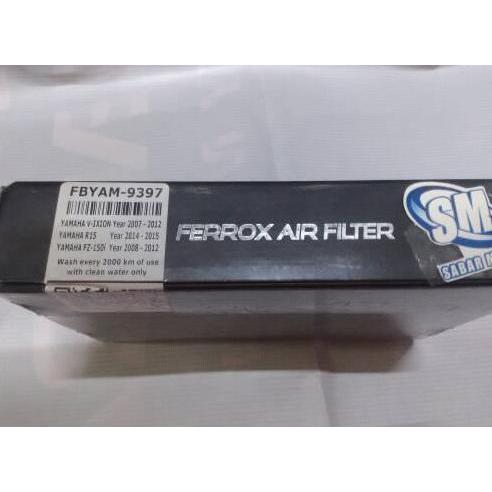 FBYAM-9397
YAMAHA V-IXION Year 2007 - 2012
YAMAHA R15 Year 2014 - 2015
YAMAHA FZ-150i Year 2008 - 2012
Wash every 2000 km of use
with clean water only
FERROX AIR FILTER
SM
SABAR